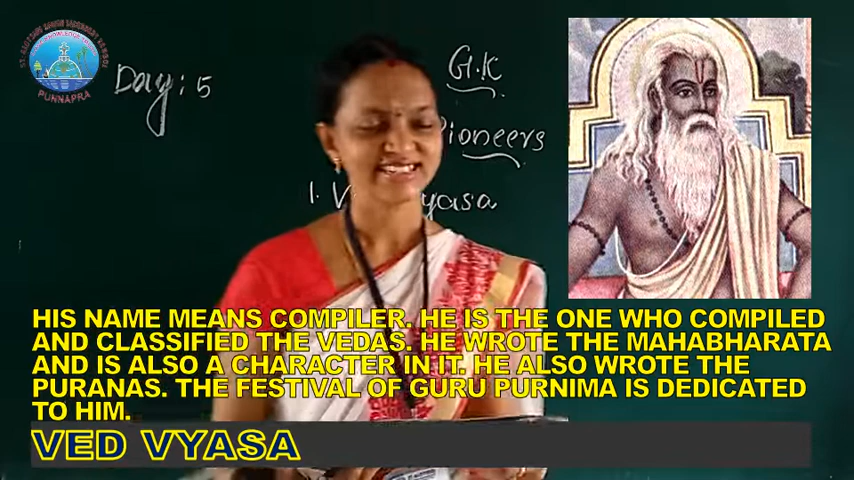 PUNNAPRA
Day: 5
G.K
Pioneers
1. V yasa
HIS NAME MEANS COMPILER. HE IS THE ONE WHO COMPILED
AND CLASSIFIED THE VEDAS. HE WROTE THE MAHABHARATA
AND IS ALSO A CHARACTER IN IT. HE ALSO WROTE THE
PURANAS. THE FESTIVAL OF GURU PURNIMA IS DEDICATED
TO HIM.
VED VYASA